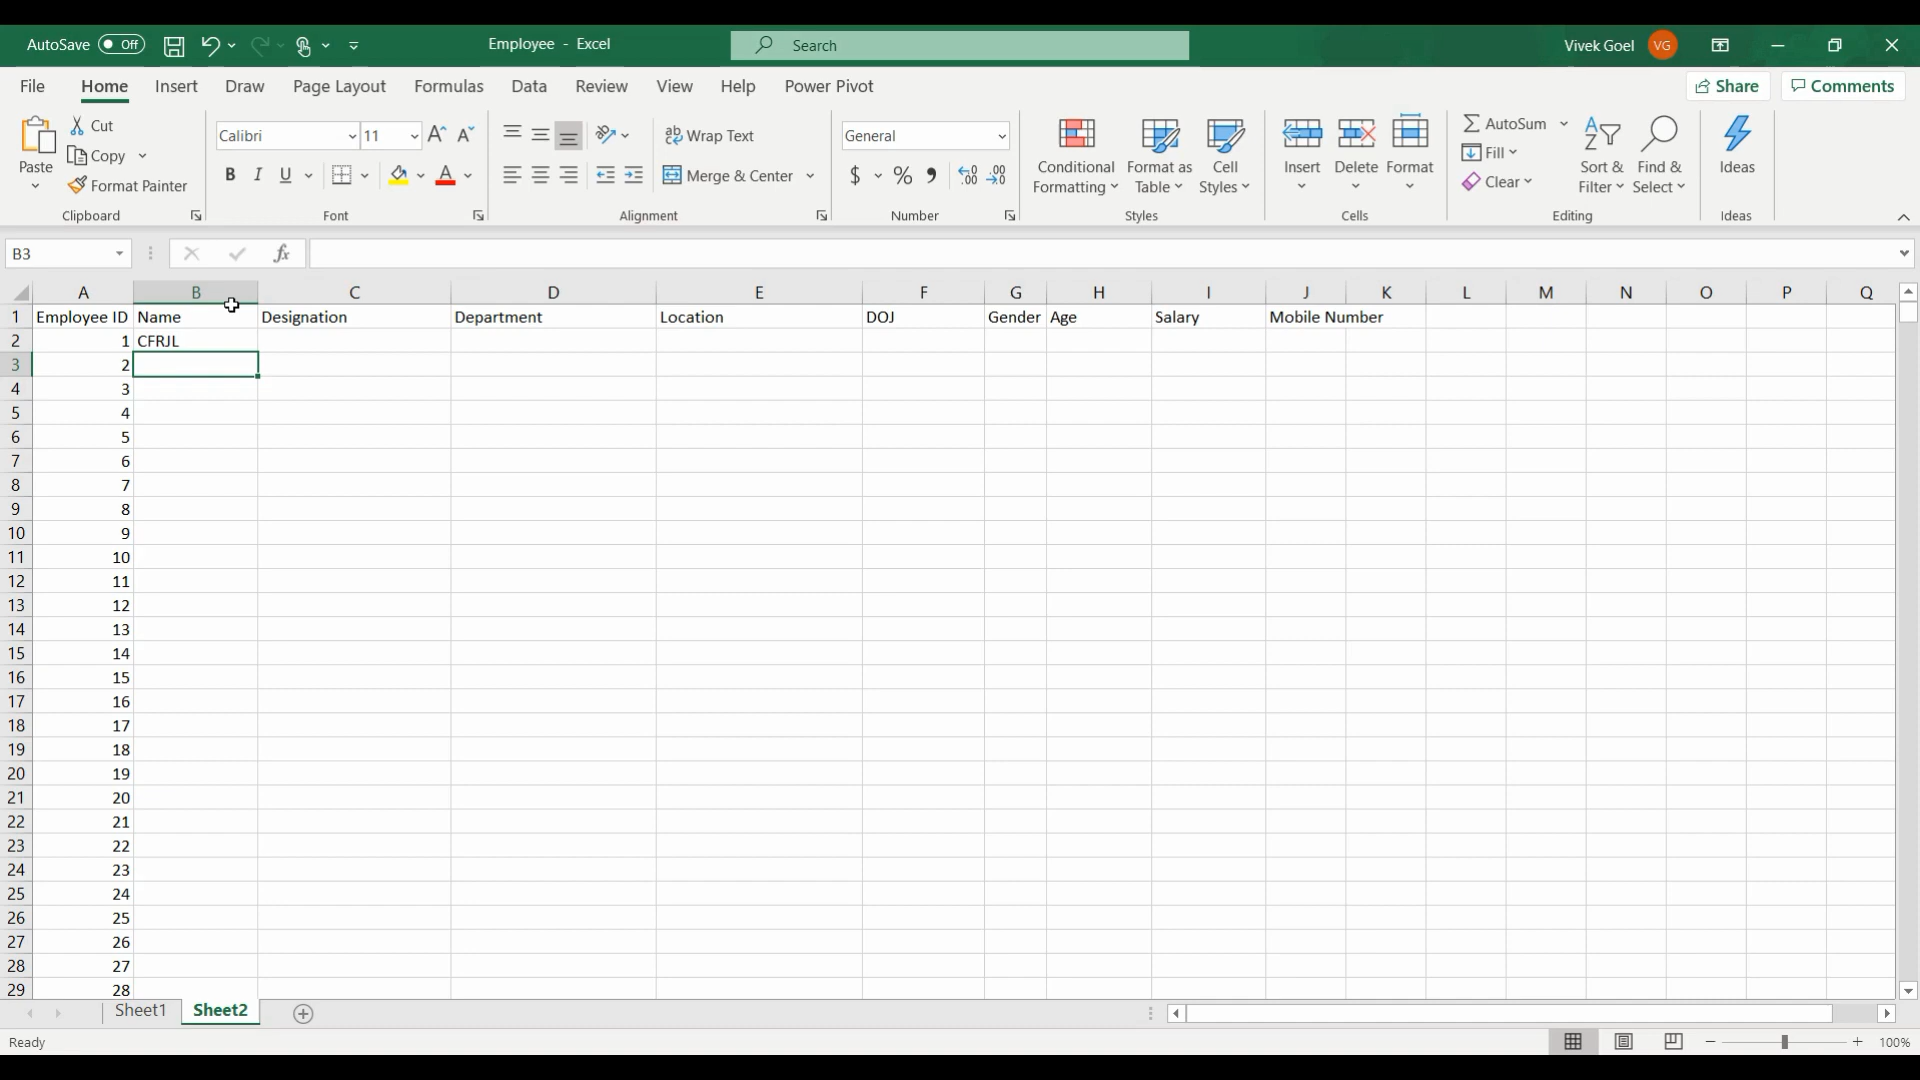 AutoSave Off Employee - Excel Search Vivek Goel VG
File Home Insert Draw Page Layout Formulas Data Review View Help Power Pivot Share Comments
Paste Cut Copy Format Painter Clipboard
Calibri 11 B I U A Font
Wrap Text Merge & Center Alignment
General $ % Number
Conditional Formatting Format as Table Cell Styles Styles
Insert Delete Format Cells
AutoSum Fill Clear Sort & Filter Find & Select Editing
Ideas Ideas
B3 fx
A B C D E F G H I J K L M N O P Q
1 Employee ID Name Designation Department Location DOJ Gender Age Salary Mobile Number
2 1 CFRJL
3 2
4 3
5 4
6 5
7 6
8 7
9 8
10 9
11 10
12 11
13 12
14 13
15 14
16 15
17 16
18 17
19 18
20 19
21 20
22 21
23 22
24 23
25 24
26 25
27 26
28 27
29 28
Sheet1 Sheet2
Ready 100%